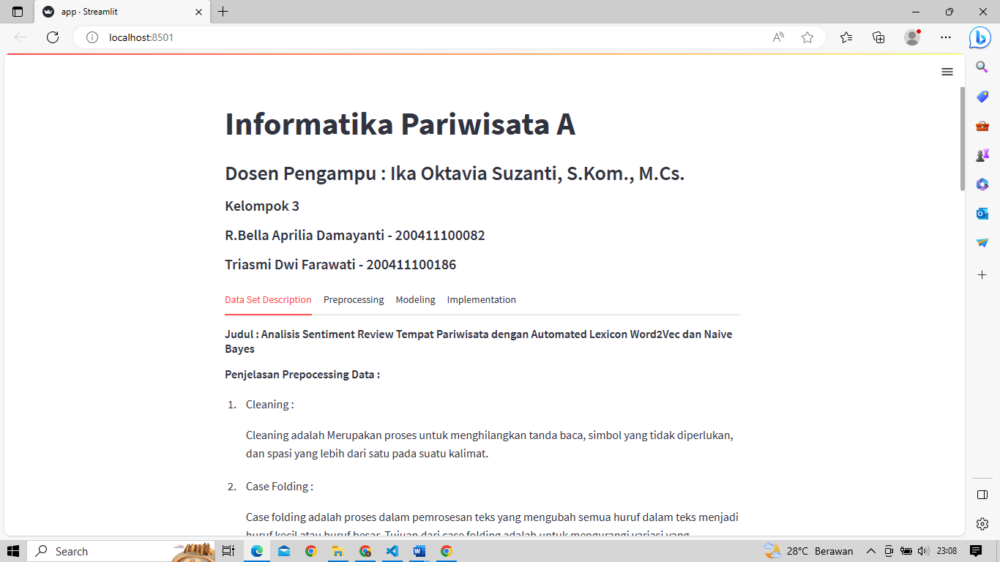 app · Streamlit
localhost:8501
Informatika Pariwisata A
Dosen Pengampu : Ika Oktavia Suzanti, S.Kom., M.Cs.
Kelompok 3
R.Bella Aprilia Damayanti - 200411100082
Triasmi Dwi Farawati - 200411100186
Data Set Description Preprocessing Modeling Implementation
Judul : Analisis Sentiment Review Tempat Pariwisata dengan Automated Lexicon Word2Vec dan Naive
Bayes
Penjelasan Prepocessing Data :
1. Cleaning :
Cleaning adalah Merupakan proses untuk menghilangkan tanda baca, simbol yang tidak diperlukan,
dan spasi yang lebih dari satu pada suatu kalimat.
2. Case Folding :
Case folding adalah proses dalam pemrosesan teks yang mengubah semua huruf dalam teks menjadi
huruf kecil atau huruf besar. Tujuan dari case folding adalah untuk mengurangi variasi yang
Search
28°C Berawan
23:08